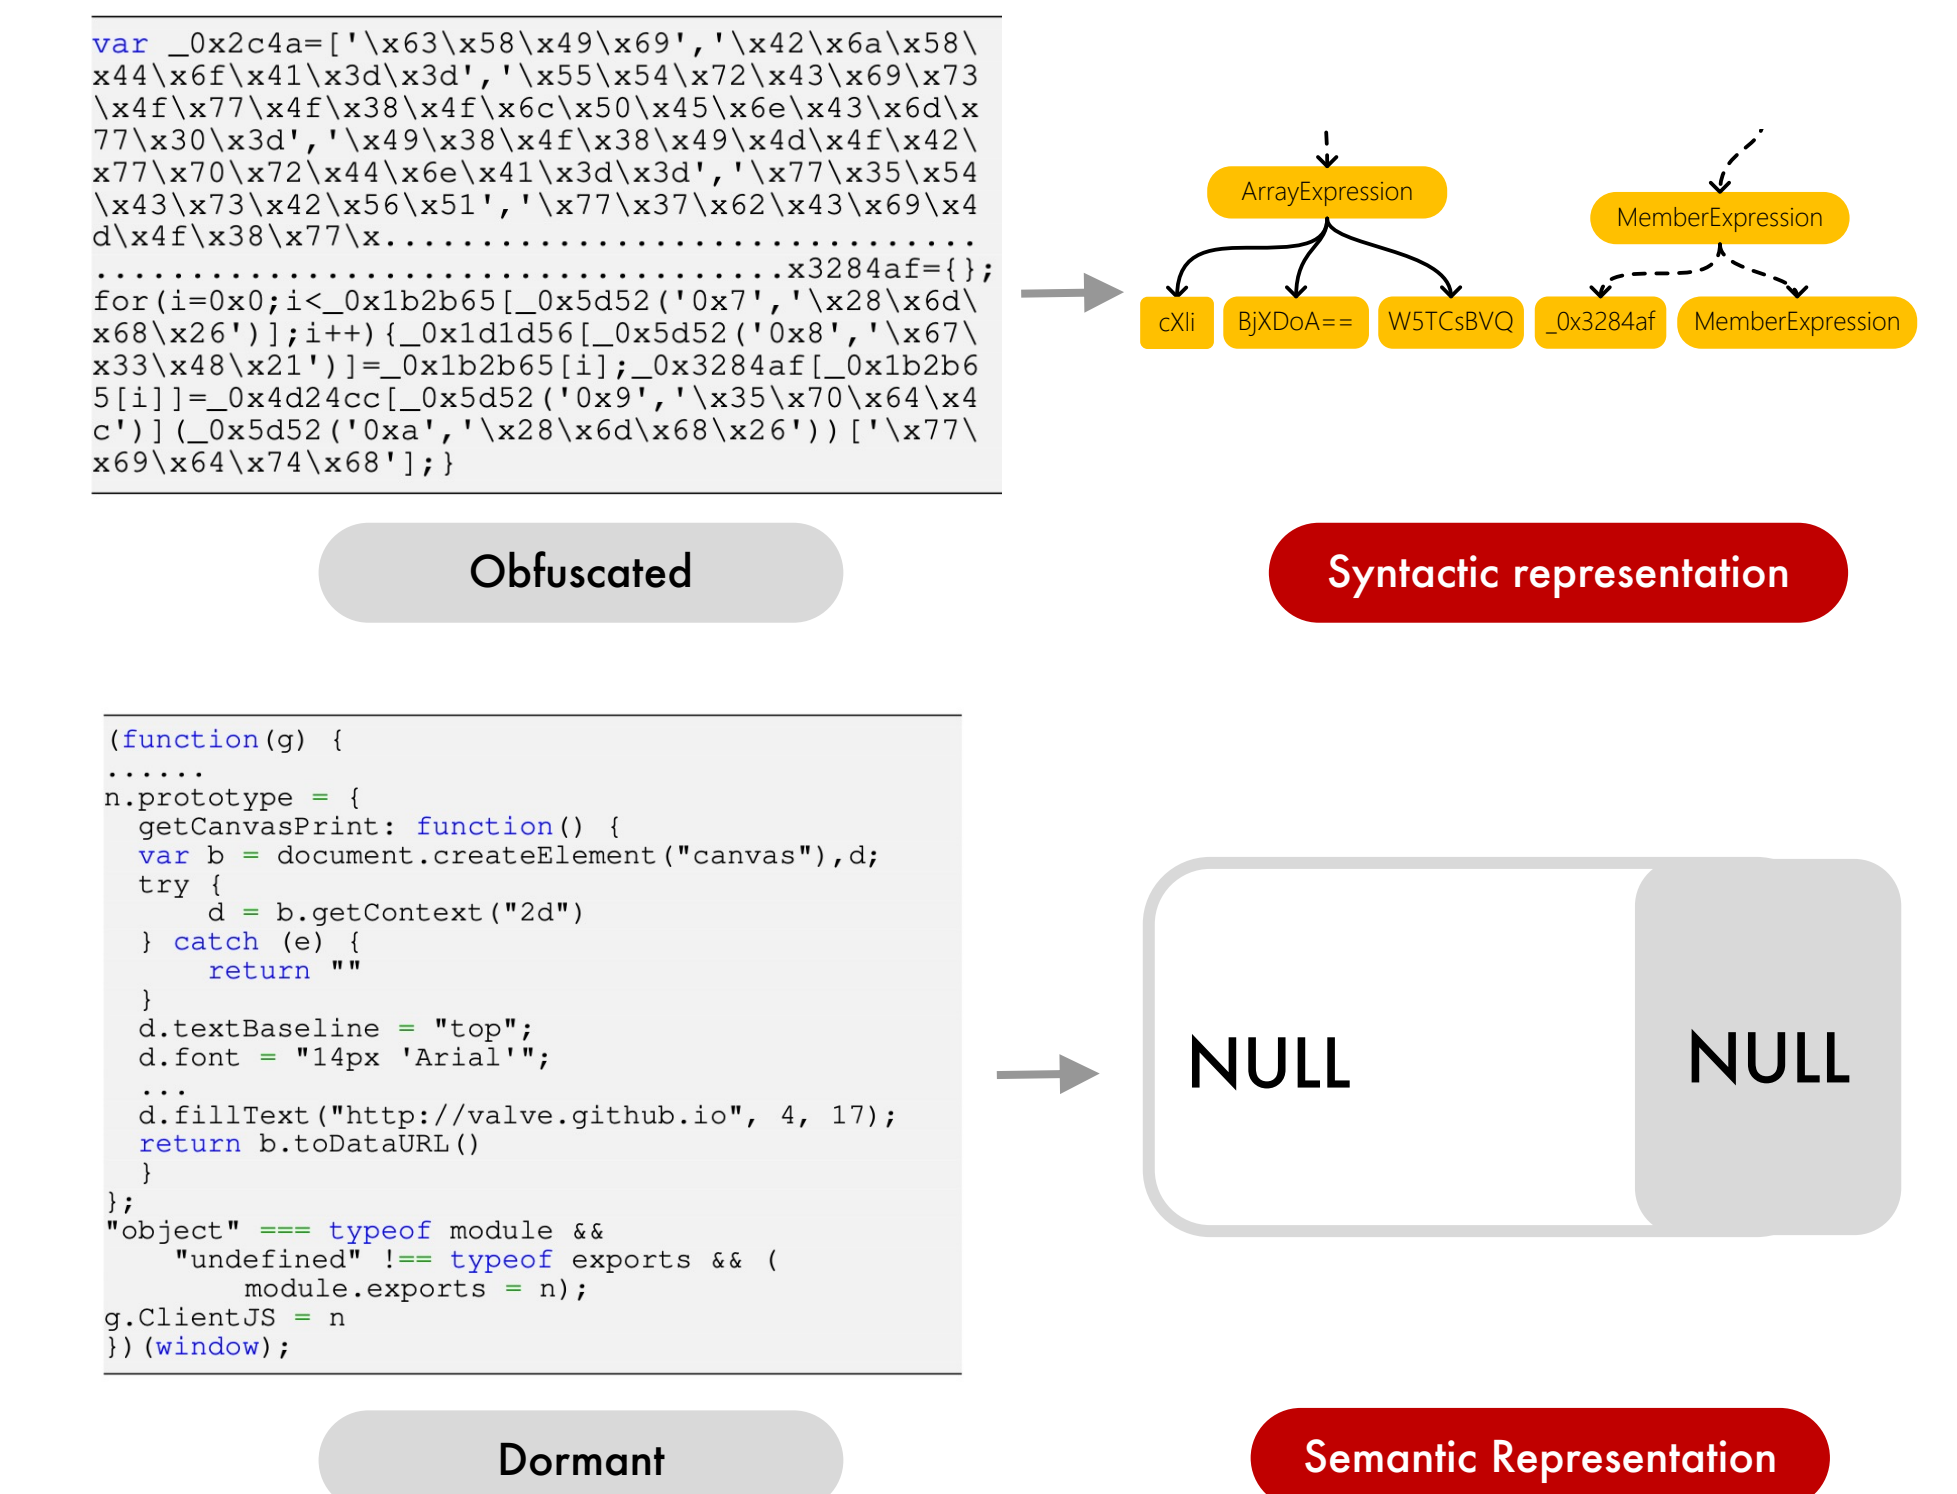 var _0x2c4a=['\x63\x58\x49\x69','\x42\x6a\x58\
x44\x6f\x41\x3d\x3d','\x55\x54\x72\x43\x69\x73
\x4f\x77\x4f\x38\x4f\x6c\x50\x45\x6e\x43\x6d\x
77\x30\x3d','\x49\x38\x4f\x38\x49\x4d\x4f\x42\
x77\x70\x72\x44\x6e\x41\x3d\x3d','\x77\x35\x54
\x43\x73\x42\x56\x51','\x77\x37\x62\x43\x69\x4
d\x4f\x38\x77\x...............................
....................................x3284af={};
for(i=0x0;i<_0x1b2b65[_0x5d52('0x7','\x28\x6d\
x68\x26')];i++){_0x1d1d56[_0x5d52('0x8','\x67\
x33\x48\x21')]=_0x1b2b65[i];_0x3284af[_0x1b2b6
5[i]]=_0x4d24cc[_0x5d52('0x9','\x35\x70\x64\x4
c')](_0x5d52('0xa','\x28\x6d\x68\x26'))['\x77\
x69\x64\x74\x68'];}
ArrayExpression
MemberExpression
cXIi
BjXDoA==
W5TCsBVQ
_0x3284af
MemberExpression
Obfuscated
Syntactic representation
(function(g) {
......
n.prototype = {
getCanvasPrint: function() {
var b = document.createElement("canvas"),d;
try {
d = b.getContext("2d")
} catch (e) {
return ""
}
d.textBaseline = "top";
d.font = "14px 'Arial'";
...
d.fillText("http://valve.github.io", 4, 17);
return b.toDataURL()
}
};
"object" === typeof module &&
"undefined" !== typeof exports && (
module.exports = n);
g.ClientJS = n
})(window);
NULL
NULL
Dormant
Semantic Representation